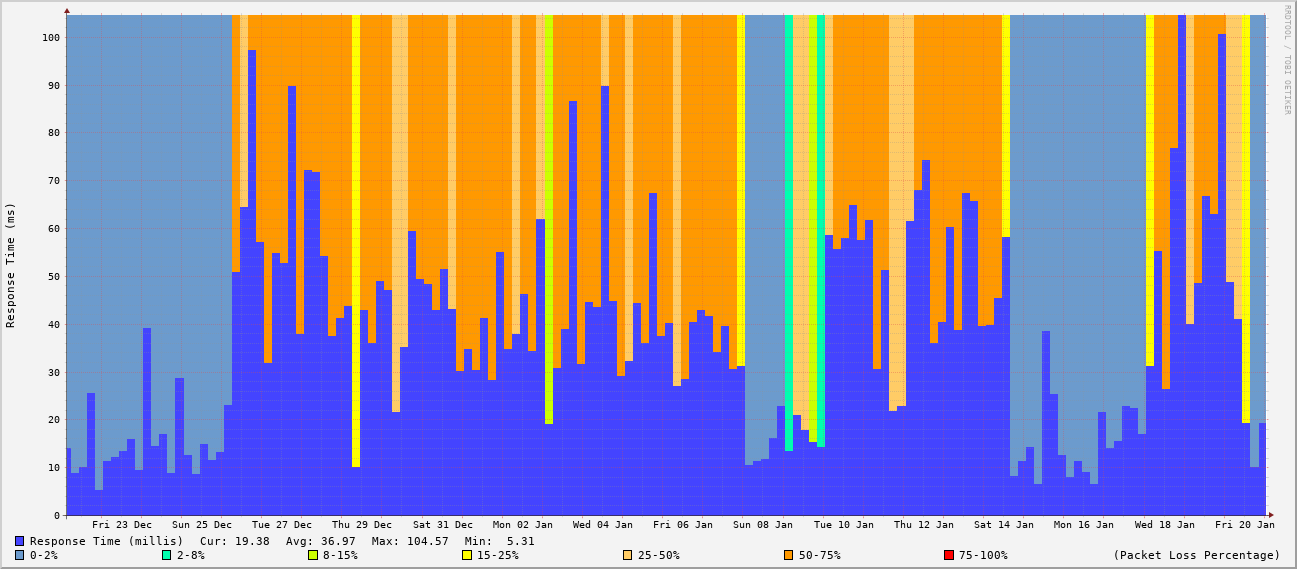 RRDTOOL / TOBI OETIKER
Response Time (ms)
100
90
80
70
60
50
40
30
20
10
0
Fri 23 Dec Sun 25 Dec Tue 27 Dec Thu 29 Dec Sat 31 Dec Mon 02 Jan Wed 04 Jan Fri 06 Jan Sun 08 Jan Tue 10 Jan Thu 12 Jan Sat 14 Jan Mon 16 Jan Wed 18 Jan Fri 20 Jan
Response Time (millis) Cur: 19.38 Avg: 36.97 Max: 104.57 Min: 5.31
0-2% 2-8% 8-15% 15-25% 25-50% 50-75% 75-100% (Packet Loss Percentage)